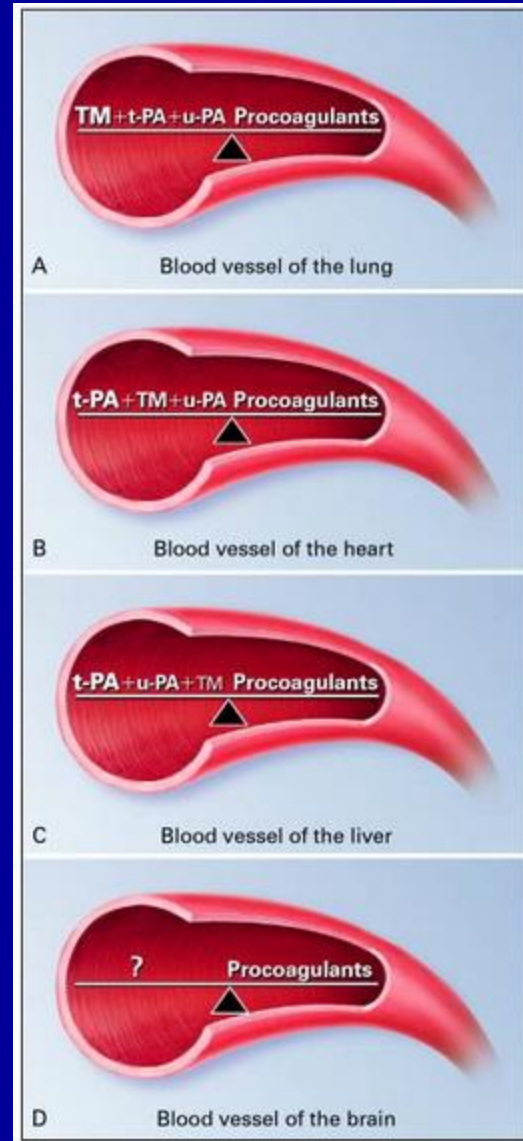 TM+t-PA+u-PA Procoagulants
A Blood vessel of the lung
t-PA+TM+u-PA Procoagulants
B Blood vessel of the heart
t-PA+u-PA+TM Procoagulants
C Blood vessel of the liver
? Procoagulants
D Blood vessel of the brain